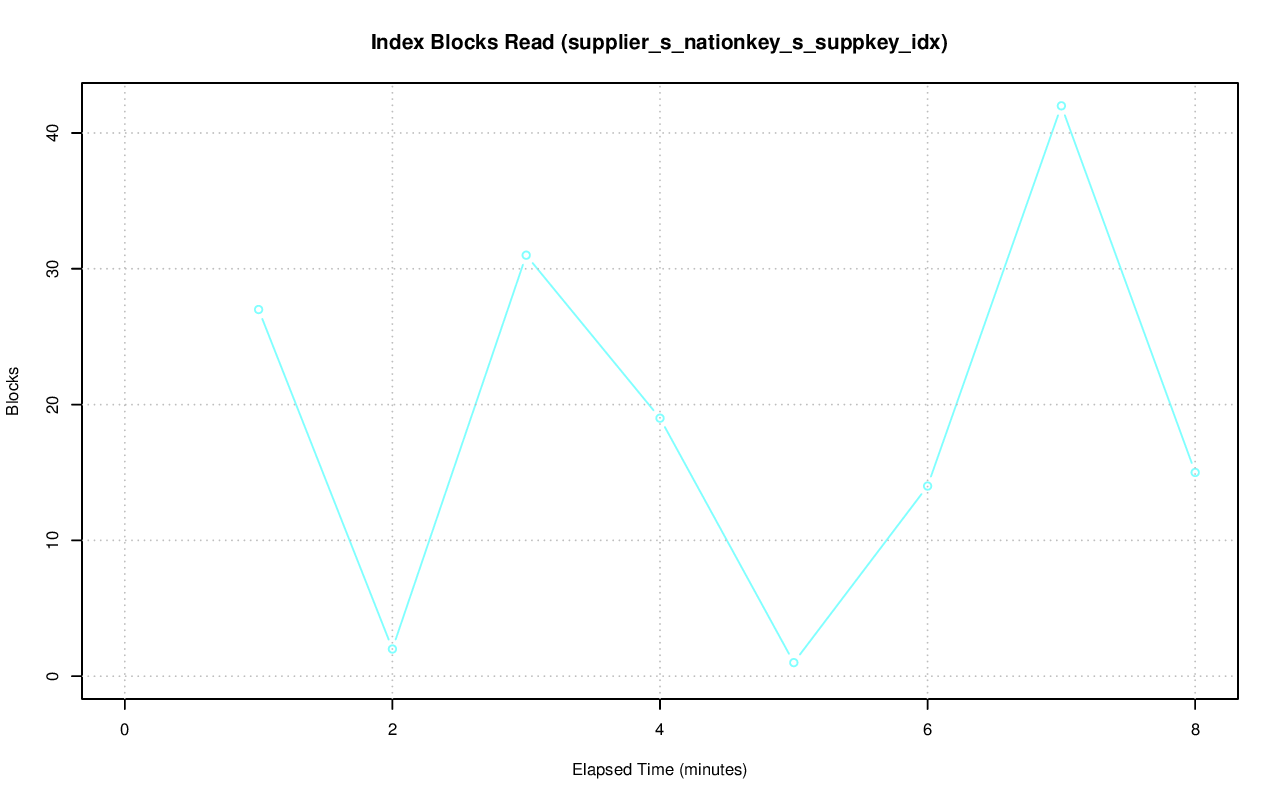 Index Blocks Read (supplier_s_nationkey_s_suppkey_idx)
40
30
20
10
0
Blocks
0 2 4 6 8
Elapsed Time (minutes)